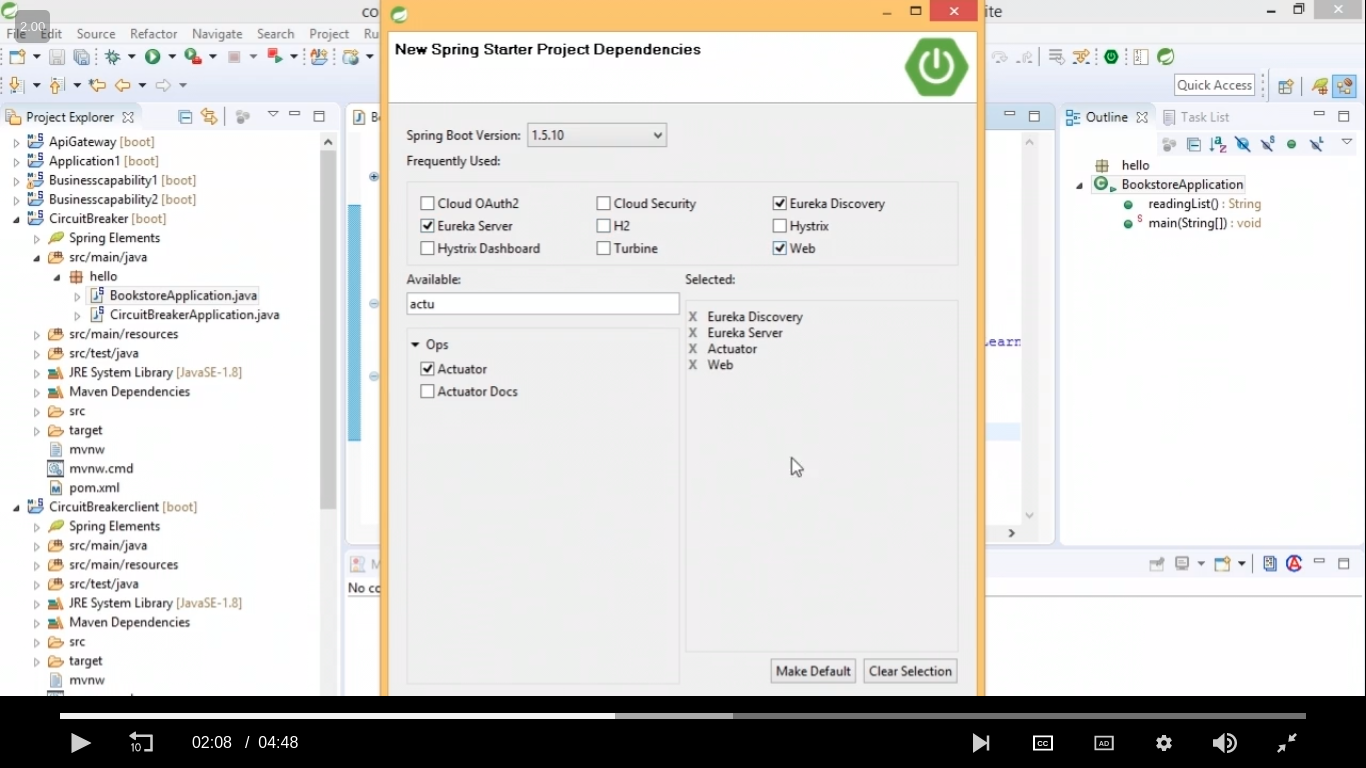 2.00
co
ite
File Edit Source Refactor Navigate Search Project Ru
Quick Access
Project Explorer
ApiGateway [boot]
Application1 [boot]
Businesscapability1 [boot]
Businesscapability2 [boot]
CircuitBreaker [boot]
Spring Elements
src/main/java
hello
BookstoreApplication.java
CircuitBreakerApplication.java
src/main/resources
src/test/java
JRE System Library [JavaSE-1.8]
Maven Dependencies
src
target
mvnw
mvnw.cmd
pom.xml
CircuitBreakerclient [boot]
Spring Elements
src/main/java
src/main/resources
src/test/java
JRE System Library [JavaSE-1.8]
Maven Dependencies
src
target
mvnw
New Spring Starter Project Dependencies
Spring Boot Version: 1.5.10
Frequently Used:
Cloud OAuth2 Cloud Security Eureka Discovery
Eureka Server H2 Hystrix
Hystrix Dashboard Turbine Web
Available: Selected:
actu
Ops
Actuator
Actuator Docs
X Eureka Discovery
X Eureka Server
X Actuator
X Web
Make Default Clear Selection
Outline Task List
hello
BookstoreApplication
readingList() : String
main(String[]) : void
No co
10 02:08 / 04:48 CC AD